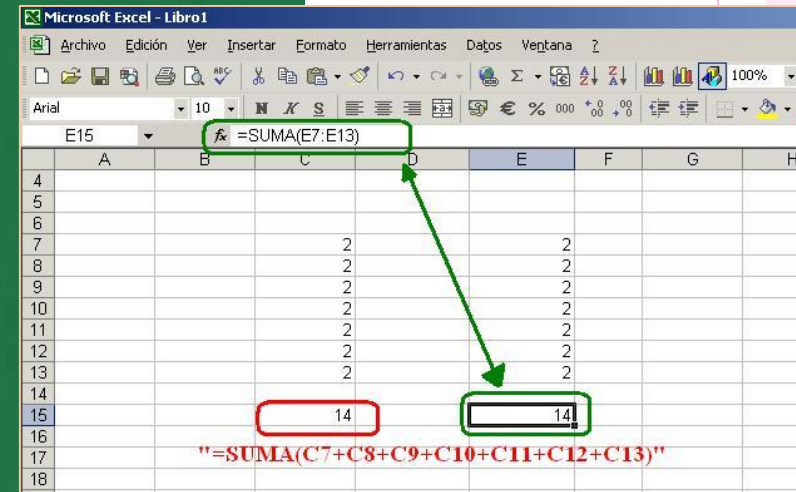 Microsoft Excel - Libro1
Archivo Edición Ver Insertar Formato Herramientas Datos Ventana ?
100%
Arial 10 N K S € % 000
E15 fx =SUMA(E7:E13)
A B C D E F G H
4
5
6
7 2 2
8 2 2
9 2 2
10 2 2
11 2 2
12 2 2
13 2 2
14
15 14 14
16
17 "=SUMA(C7+C8+C9+C10+C11+C12+C13)"
18